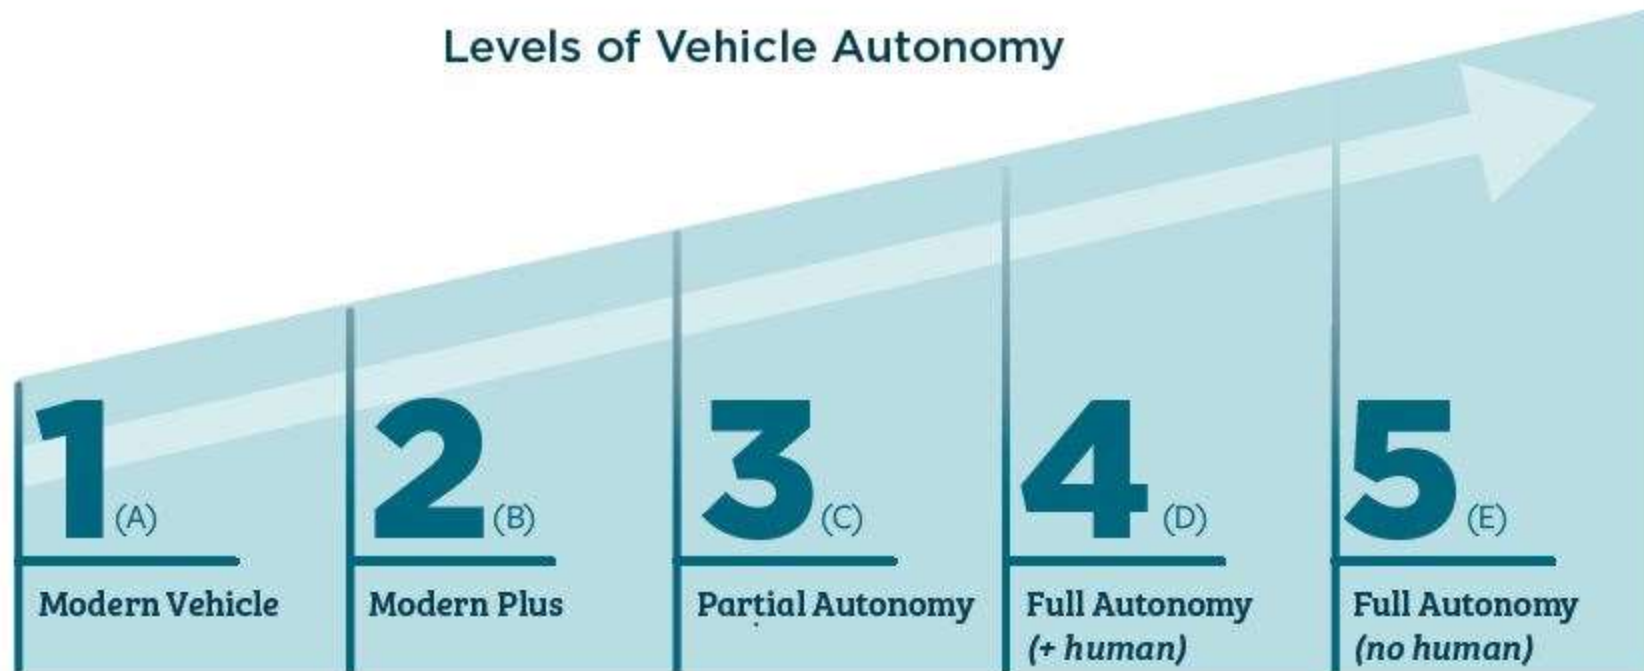 Levels of Vehicle Autonomy
1 (A)
Modern Vehicle
2 (B)
Modern Plus
3 (C)
Partial Autonomy
4 (D)
Full Autonomy
(+ human)
5 (E)
Full Autonomy
(no human)